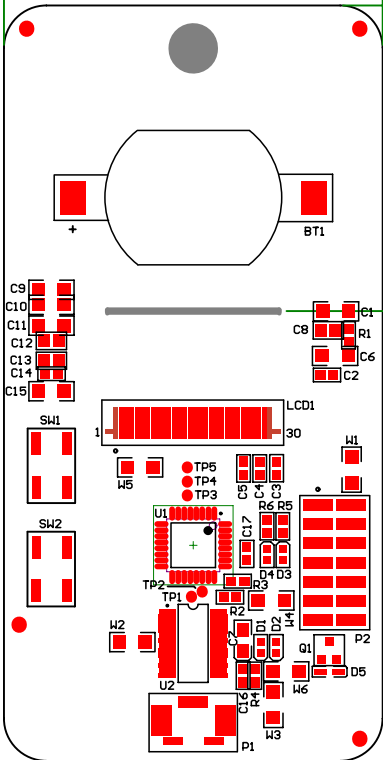 +
BT1
C9
C10
C1
C11
C8
R1
C12
C13
C6
C14
C2
C15
LCD1
SW1
1
30
W1
W5
TP5
C5
C4
C3
TP4
TP3
U1
R6
R5
SW2
C17
D4
D3
TP2
R3
TP1
R2
W4
P2
W2
C7
D1
D2
Q1
U2
D5
W6
C16
R4
W3
P1